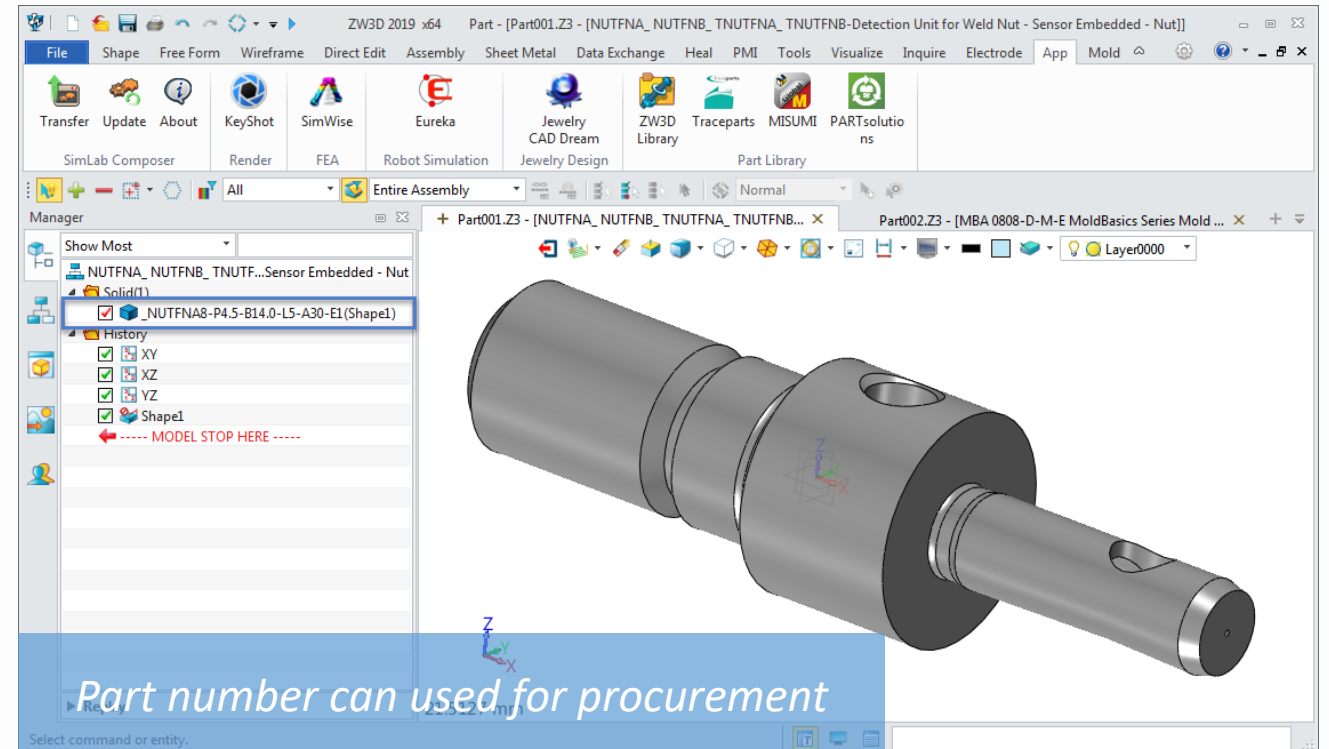 ZW3D 2019 x64 Part - [Part001.Z3 - [NUTFNA_ NUTFNB_ TNUTFNA_ TNUTFNB-Detection Unit for Weld Nut - Sensor Embedded - Nut]]
File Shape Free Form Wireframe Direct Edit Assembly Sheet Metal Data Exchange Heal PMI Tools Visualize Inquire Electrode App Mold
Transfer Update About KeyShot SimWise Eureka Jewelry CAD Dream ZW3D Library Traceparts MISUMI PARTsolutions
SimLab Composer Render FEA Robot Simulation Jewelry Design Part Library
All Entire Assembly Normal
Manager
+ Part001.Z3 - [NUTFNA_ NUTFNB_ TNUTFNA_ TNUTFNB... Part002.Z3 - [MBA 0808-D-M-E MoldBasics Series Mold ...
Show Most
Layer0000
NUTFNA_ NUTFNB_ TNUTF...Sensor Embedded - Nut
Solid(1)
_NUTFNA8-P4.5-B14.0-L5-A30-E1(Shape1)
History
XY
XZ
YZ
Shape1
----- MODEL STOP HERE -----
Z
Y
X
Z
X
Part number can used for procurement
Replay
21.5127 mm
Select command or entity.